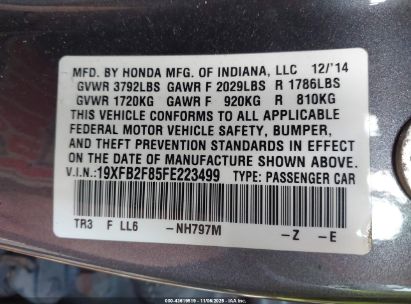 MFD. BY HONDA MFG. OF INDIANA, LLC 12/'14
GVWR 3792LBS GAWR F 2029LBS R 1786LBS
GVWR 1720KG GAWR F 920KG R 810KG
THIS VEHICLE CONFORMS TO ALL APPLICABLE
FEDERAL MOTOR VEHICLE SAFETY, BUMPER,
AND THEFT PREVENTION STANDARDS IN EFFECT ON
THE DATE OF MANUFACTURE SHOWN ABOVE.
V.I.N.:19XFB2F85FE223499 TYPE: PASSENGER CAR
TR3 F LL6 -NH797M -Z -E